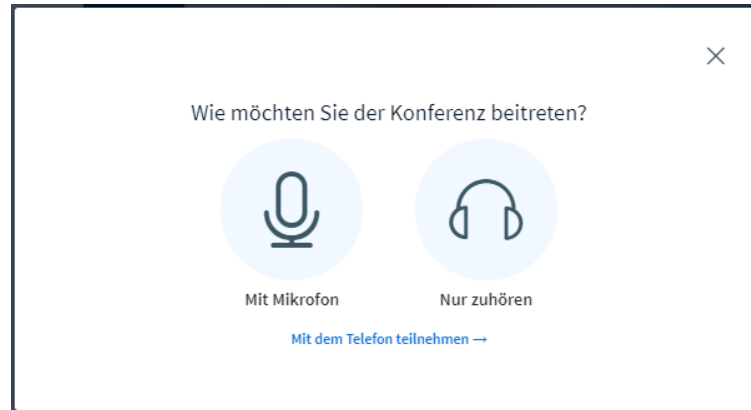 Wie möchten Sie der Konferenz beitreten?
Mit Mikrofon
Nur zuhören
Mit dem Telefon teilnehmen →